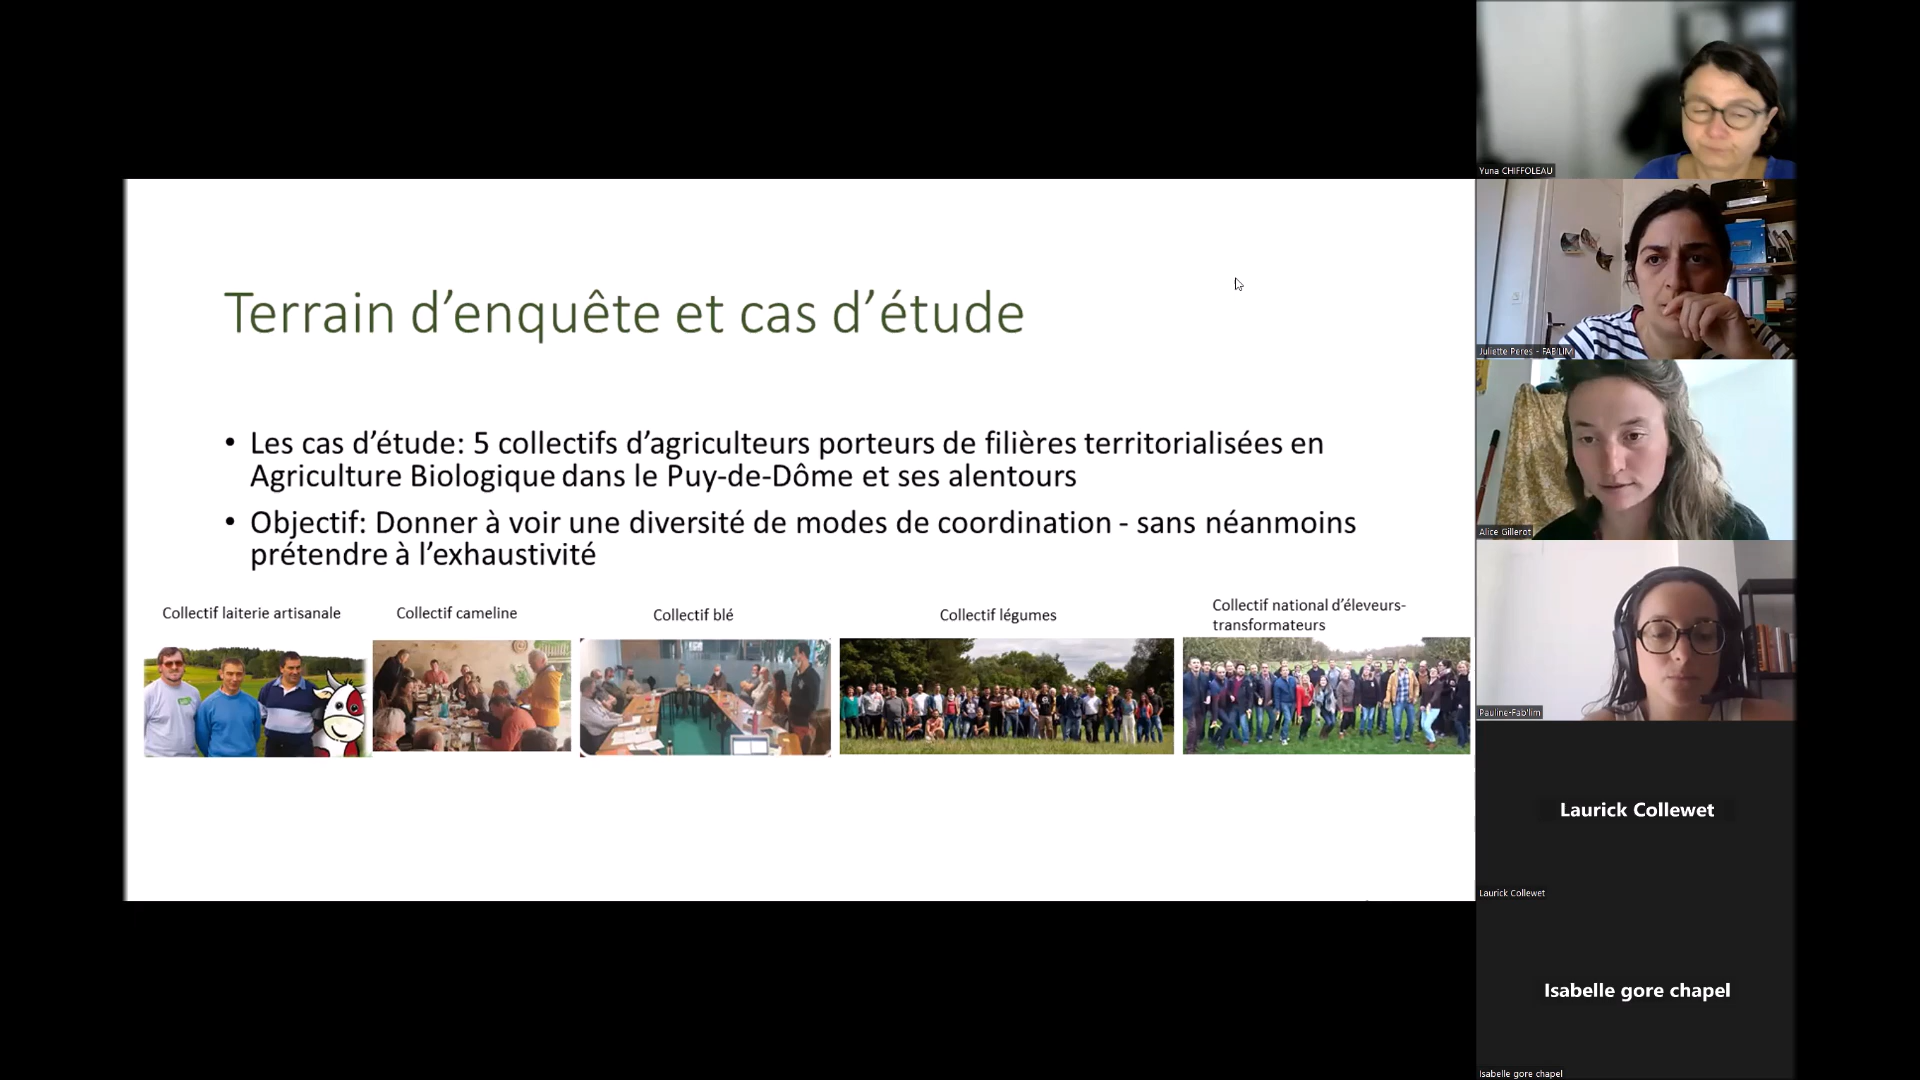 Terrain d’enquête et cas d’étude
• Les cas d’étude: 5 collectifs d’agriculteurs porteurs de filières territorialisées en
Agriculture Biologique dans le Puy-de-Dôme et ses alentours
• Objectif: Donner à voir une diversité de modes de coordination - sans néanmoins
prétendre à l’exhaustivité
Collectif laiterie artisanale
Collectif cameline
Collectif blé
Collectif légumes
Collectif national d’éleveurs-
transformateurs
Yuna CHIFFOLEAU
Juliette Peres - FAB'LIM
Alice Gillerot
Pauline-Fab'lim
Laurick Collewet
Laurick Collewet
Isabelle gore chapel
Isabelle gore chapel